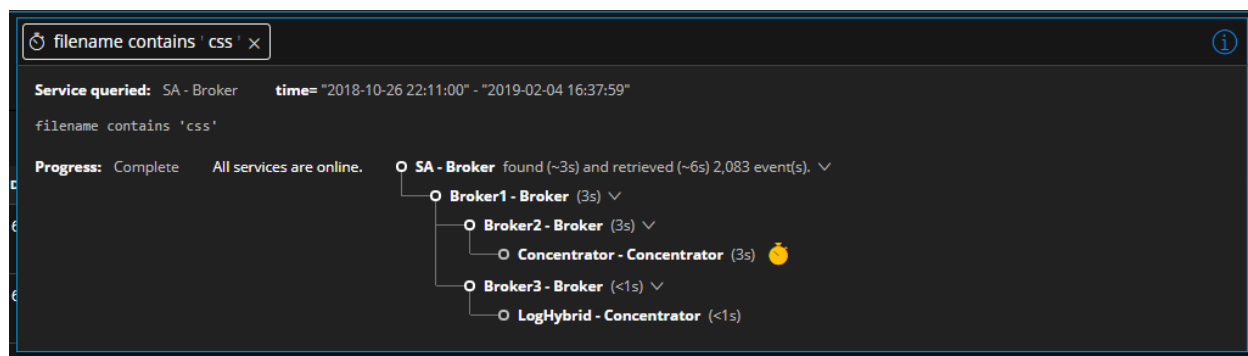 filename contains 'css' ×
Service queried: SA - Broker time= "2018-10-26 22:11:00" - "2019-02-04 16:37:59"
filename contains 'css'
Progress: Complete All services are online. SA - Broker found (~3s) and retrieved (~6s) 2,083 event(s).
Broker1 - Broker (3s)
Broker2 - Broker (3s)
Concentrator - Concentrator (3s)
Broker3 - Broker (<1s)
LogHybrid - Concentrator (<1s)